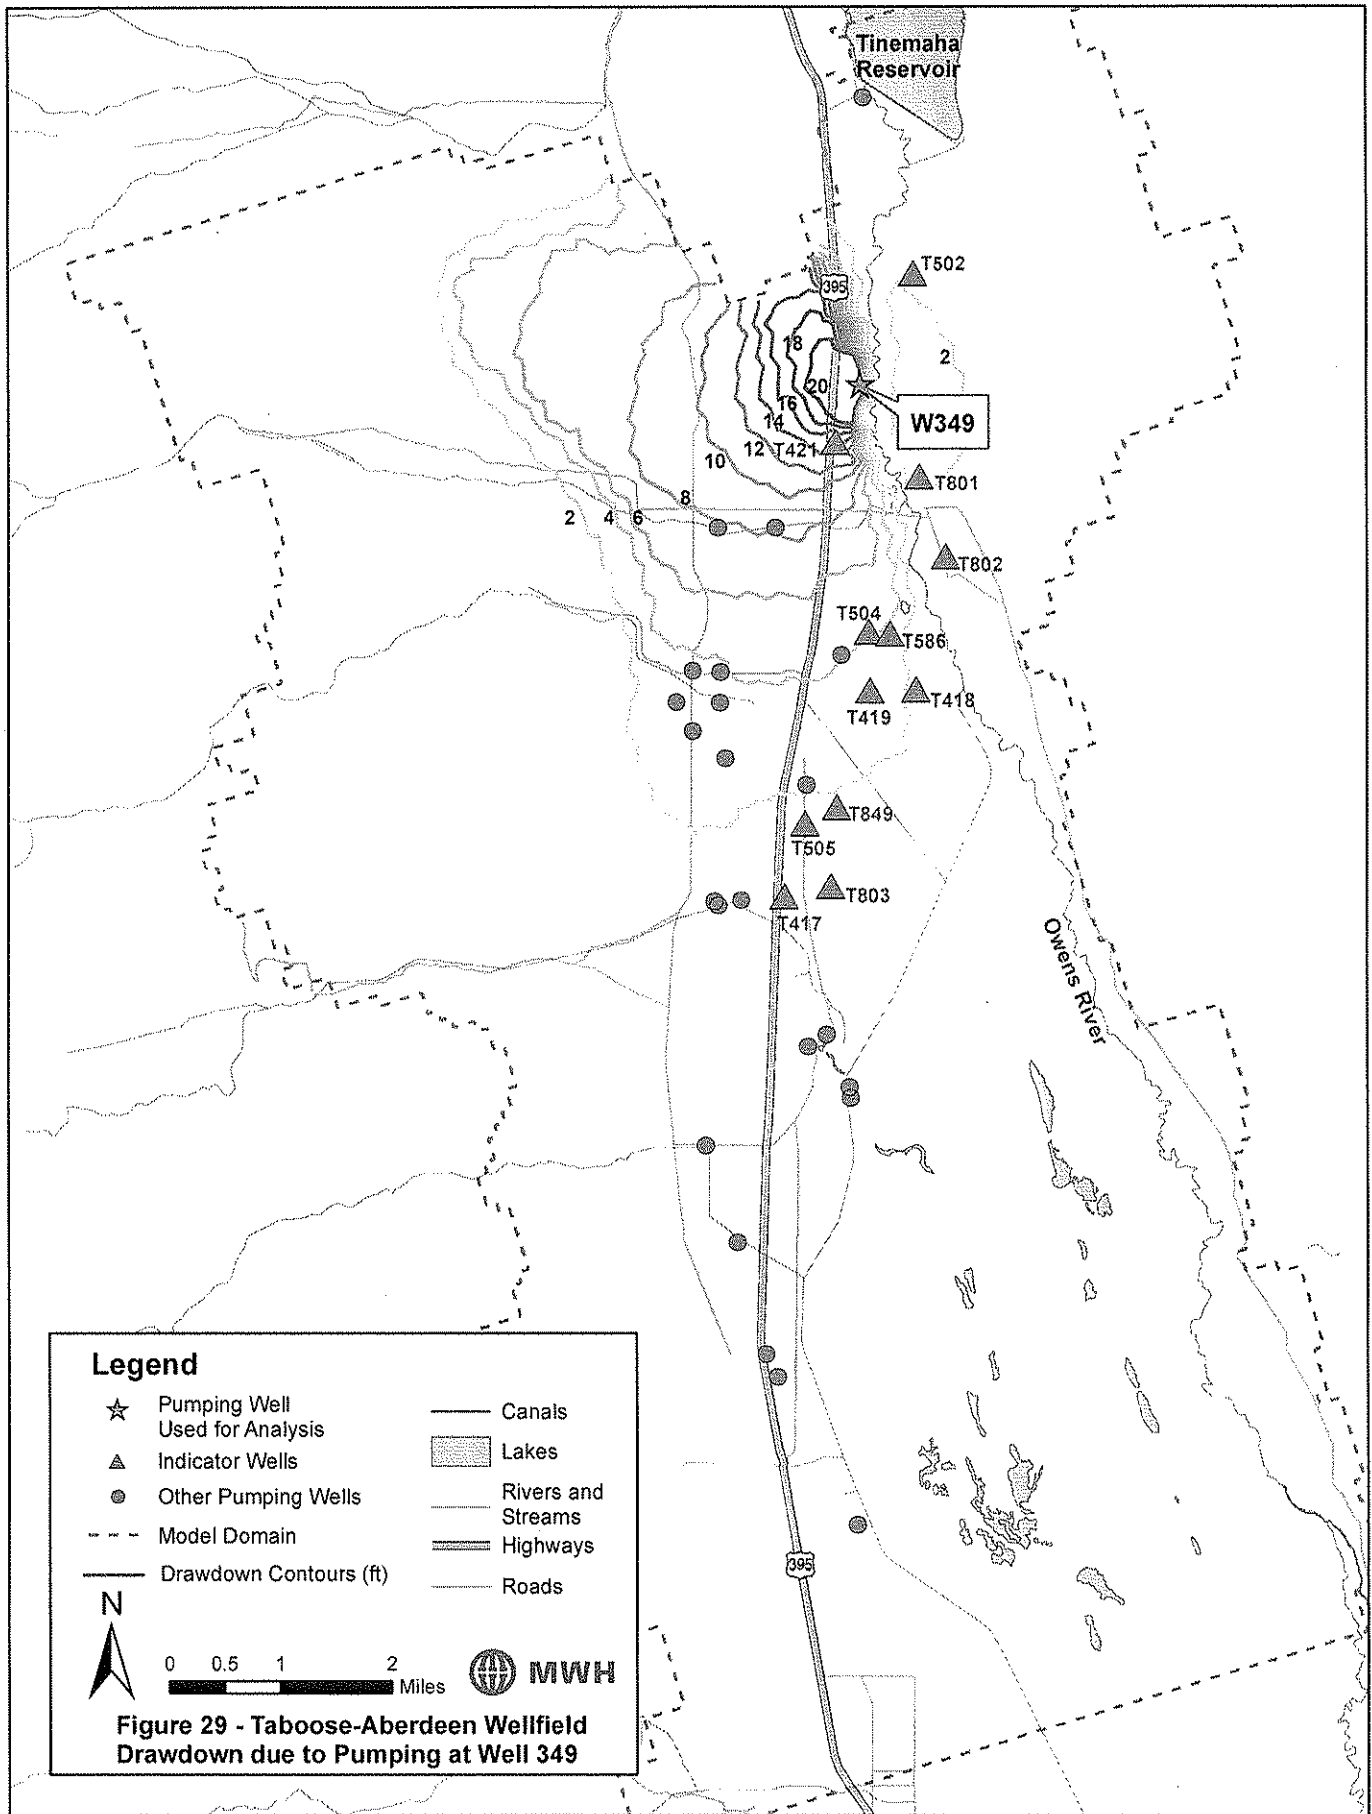 Tinemaha
Reservoir
T502
395
18
2
20
W349
16
14
T421
12
10
T801
8
2
4
6
T802
T504
T586
T419
T418
T849
T505
T803
T417
Owens River
395
Legend
Pumping Well
Used for Analysis
Indicator Wells
Other Pumping Wells
Model Domain
Drawdown Contours (ft)
Canals
Lakes
Rivers and
Streams
Highways
Roads
N
0 0.5 1 2
Miles
MWH
Figure 29 - Taboose-Aberdeen Wellfield
Drawdown due to Pumping at Well 349